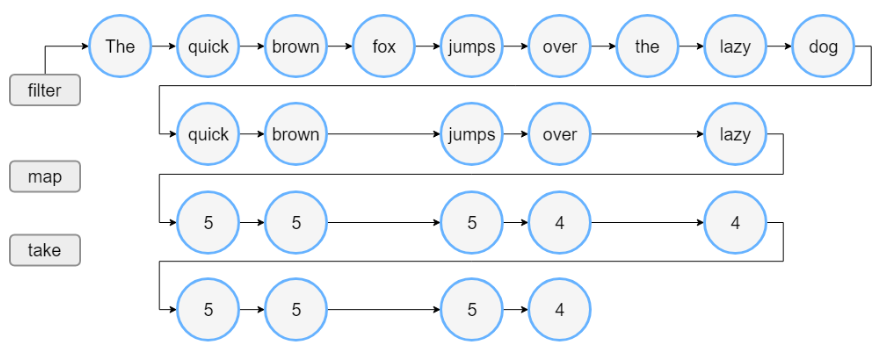 The quick brown fox jumps over the lazy dog
filter
quick brown jumps over lazy
map
5 5 5 4 4
take
5 5 5 4